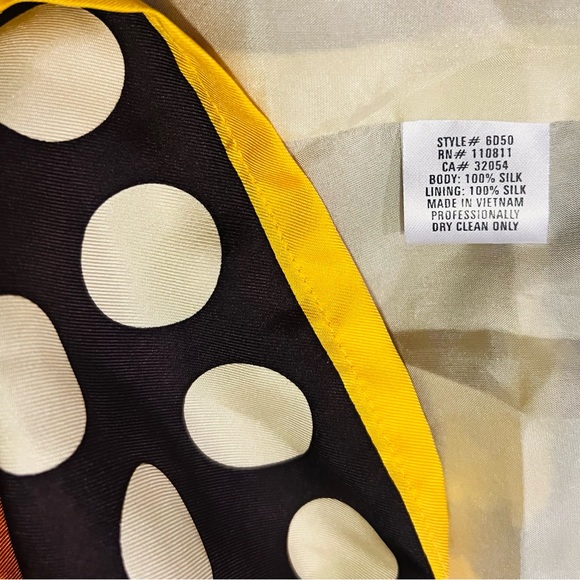 STYLE# 6D50
RN# 110811
CA# 32054
BODY: 100% SILK
LINING: 100% SILK
MADE IN VIETNAM
PROFESSIONALLY
DRY CLEAN ONLY